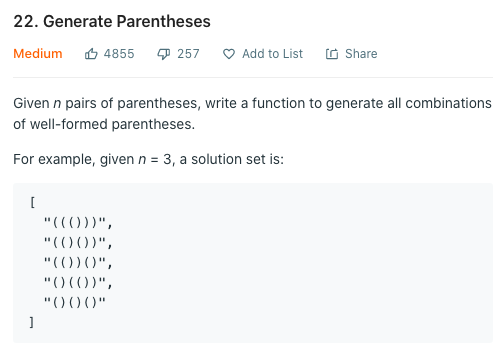 22. Generate Parentheses
Medium 4855 257 Add to List Share
Given n pairs of parentheses, write a function to generate all combinations
of well-formed parentheses.
For example, given n = 3, a solution set is:
[
  "((()))",
  "(()())",
  "(())()",
  "()(())",
  "()()()"
]